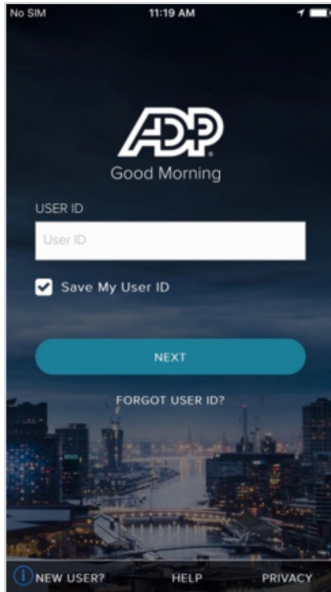 No SIM 11:19 AM
ADP
Good Morning
USER ID
User ID
Save My User ID
NEXT
FORGOT USER ID?
NEW USER? HELP PRIVACY